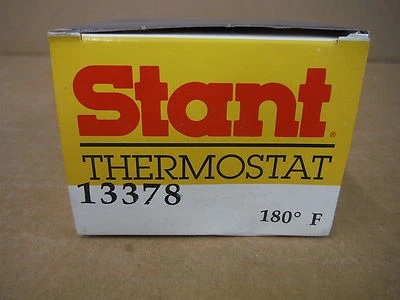 Stant®
THERMOSTAT
13378
180° F